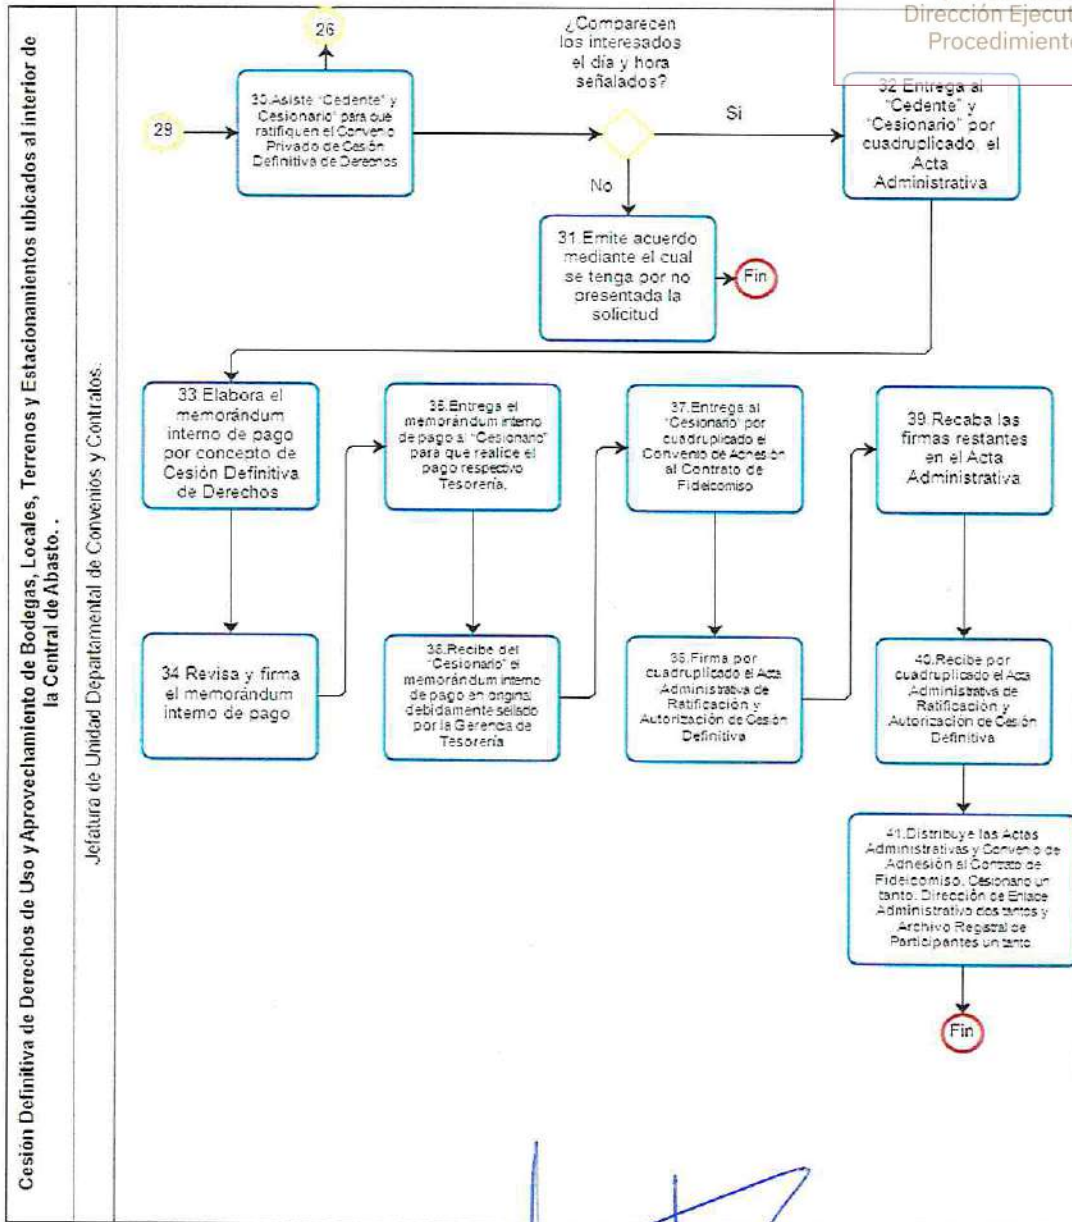 Cesión Definitiva de Derechos de Uso y Aprovechamiento de Bodegas, Locales, Terrenos y Estacionamientos ubicados al interior de
la Central de Abasto. .
Jefatura de Unidad Depatamental de Convenios y Contratos.
Dirección Ejecut
Procedimiento
26
29
30.Asiste "Cedente" y
Cesionario" para que
ratifiquen el Convenio
Privado de Cesión
Definitiva de Derechos
¿Comparecen
los interesados
el día y hora
señalados?
Si
No
32 Entrega al
"Cedente" y
"Cesionario" por
cuadruplicado, el
Acta
Administrativa
31.Emite acuerdo
mediante el cual
se tenga por no
presentada la
solicitud
Fin
33.Elabora el
memorándum
interno de pago
por concepto de
Cesión Definitiva
de Derechos
34 Revisa y firma
el memorándum
interno de pago
35.Entrega el
memorándum interno
de pago al "Cesionario"
para que realice el
pago respectivo
Tesorería.
36.Recibe del
"Cesionario" el
memorándum interno
de pago en original
debidamente sellado
por la Gerencia de
Tesorería
37.Entrega al
"Cesionario" por
cuadruplicado el
Convenio de Adhesión
al Contrato de
Fideicomiso
38.Firma por
cuadruplicado el Acta
Administrativa de
Ratificación y
Autorización de Cesión
Definitiva
39.Recaba las
firmas restantes
en el Acta
Administrativa
40.Recibe por
cuadruplicado el Acta
Administrativa de
Ratificación y
Autorización de Cesión
Definitiva
41.Distribuye las Actas
Administrativas y Convenio de
Adhesión al Contrato de
Fideicomiso. Cesionario un
tanto. Dirección de Enlace
Administrativo dos tantos y
Archivo Registral de
Participantes un tanto.
Fin